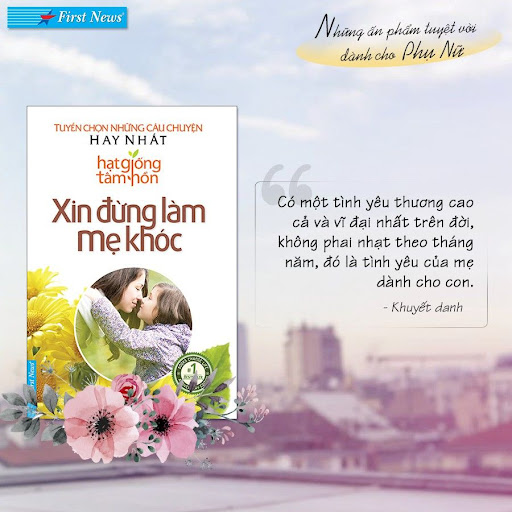 First News
Những ấn phẩm tuyệt vời
dành cho Phụ Nữ
TUYỂN CHỌN NHỮNG CÂU CHUYỆN
HAY NHẤT
hạt giống
tâm hồn
Xin đừng làm
mẹ khóc
#1
First News
Có một tình yêu thương cao
cả và vĩ đại nhất trên đời,
không phai nhạt theo tháng
năm, đó là tình yêu của mẹ
dành cho con.
- Khuyết danh